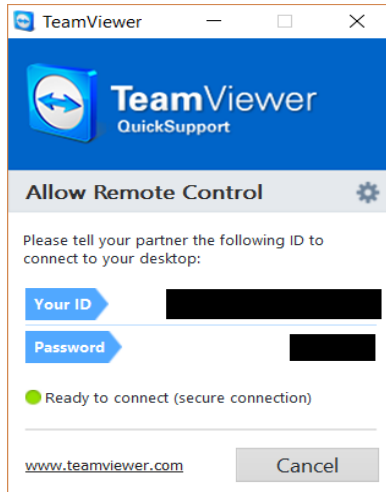 TeamViewer
TeamViewer
QuickSupport
Allow Remote Control
Please tell your partner the following ID to
connect to your desktop:
Your ID
Password
Ready to connect (secure connection)
www.teamviewer.com
Cancel